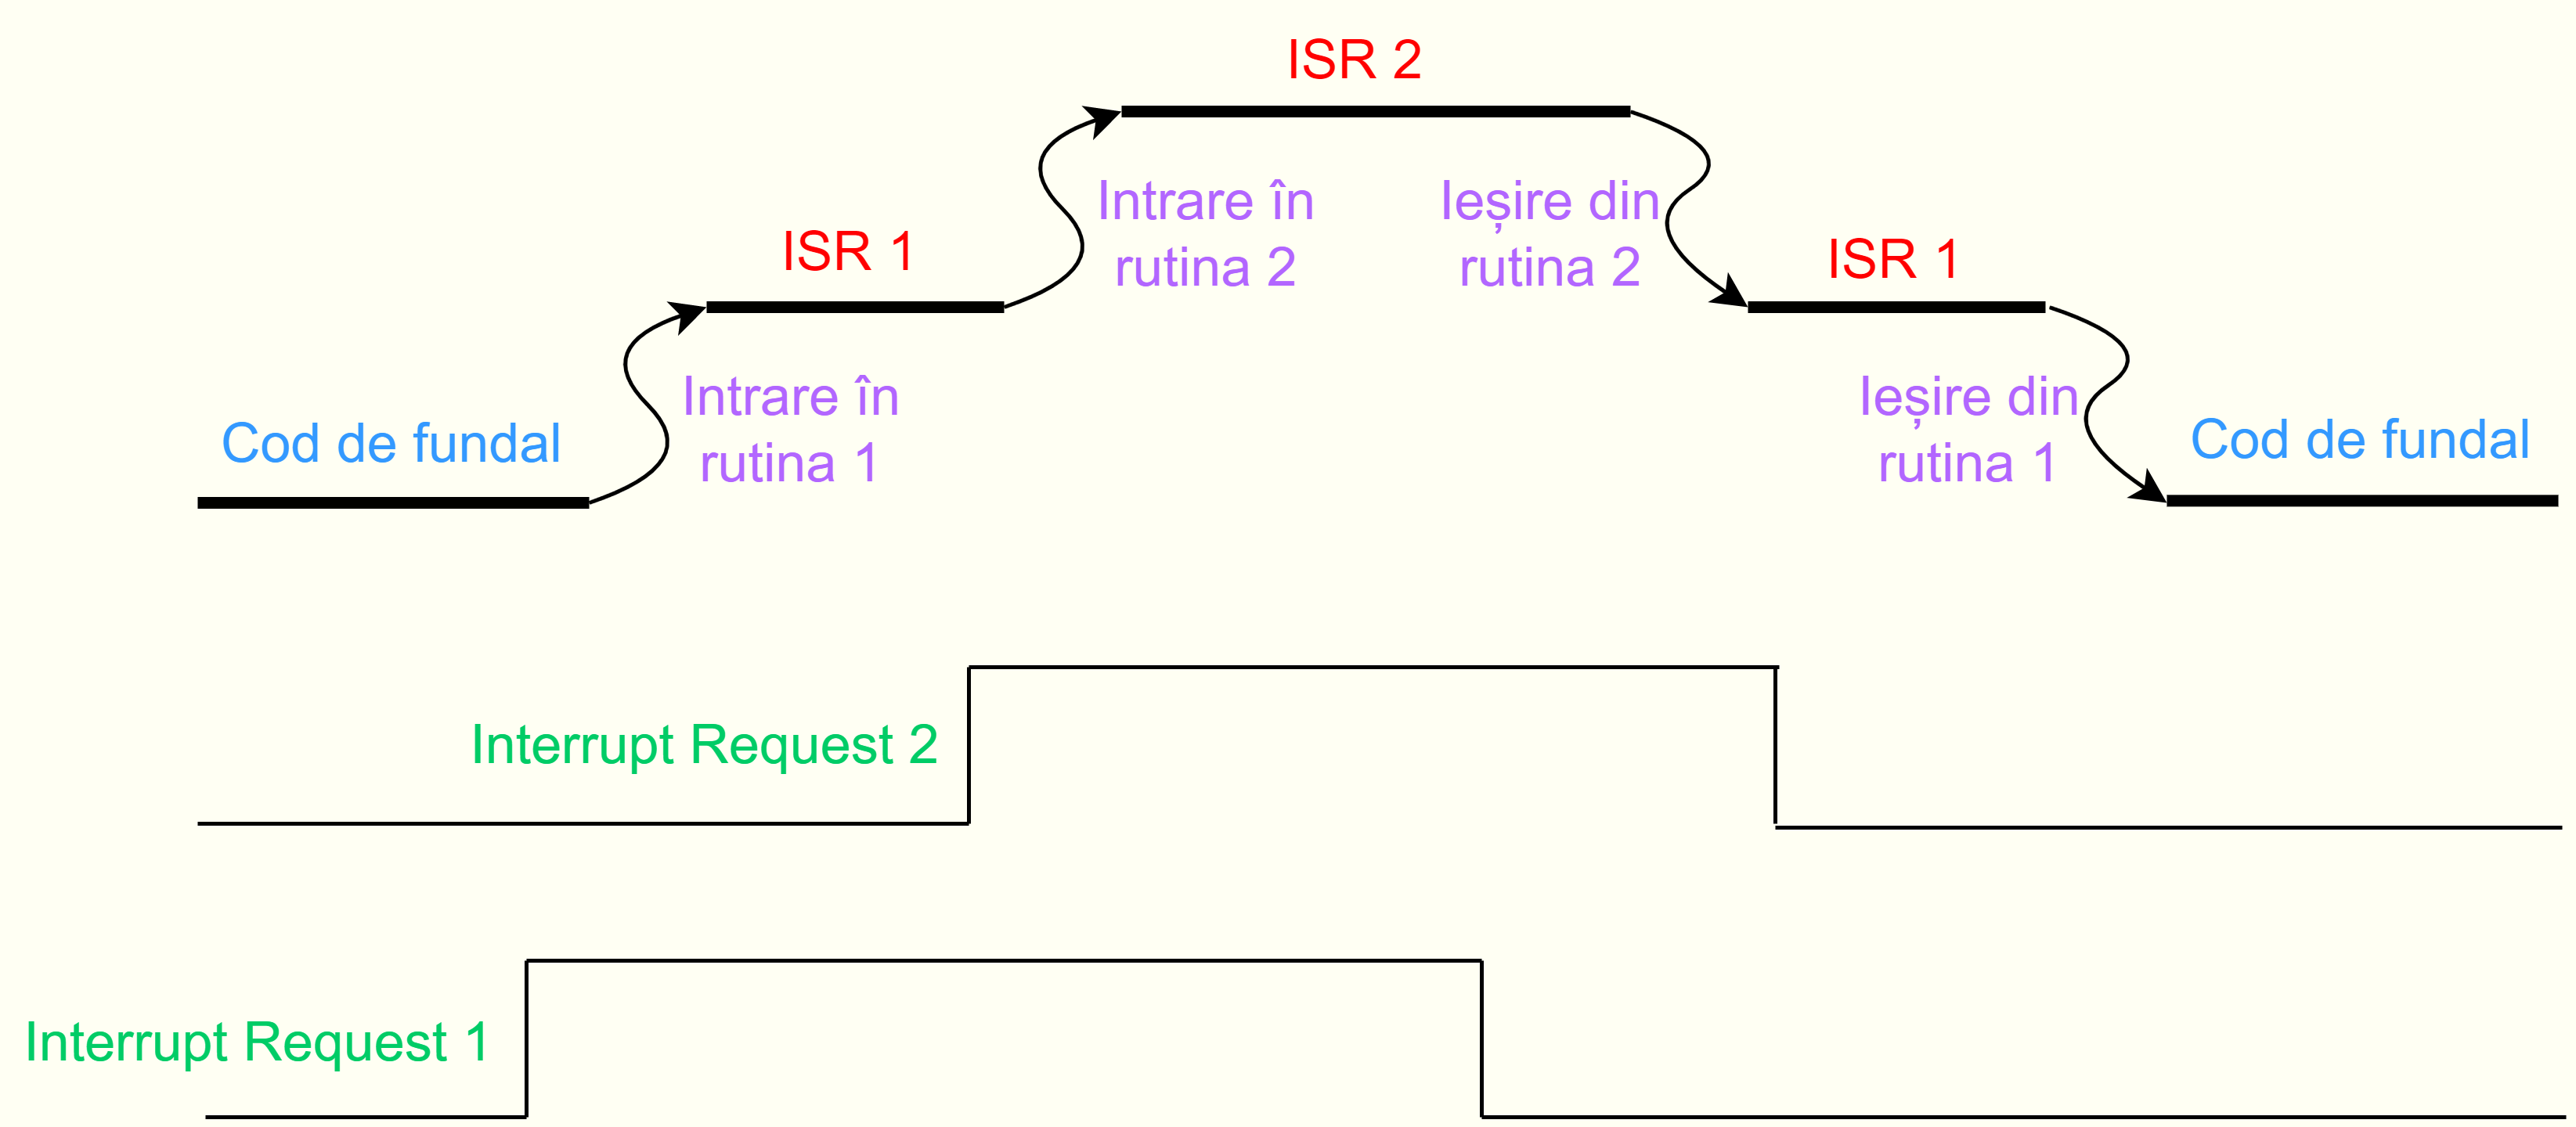 ISR 2
Intrare în
rutina 2
Ieșire din
rutina 2
ISR 1
ISR 1
Intrare în
rutina 1
Ieșire din
rutina 1
Cod de fundal
Cod de fundal
Interrupt Request 2
Interrupt Request 1